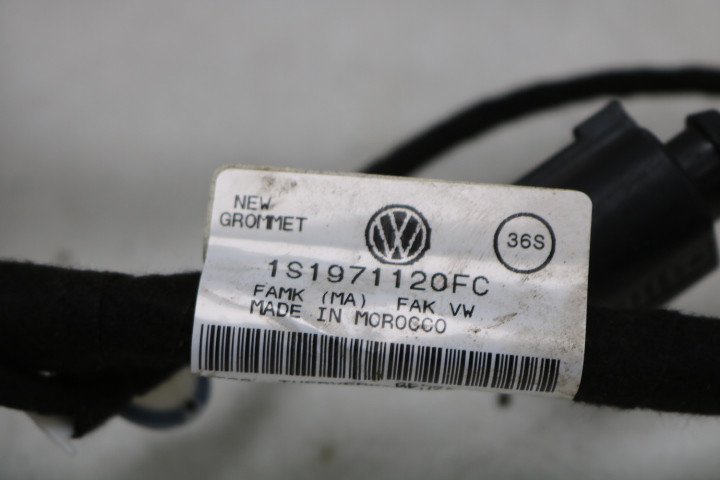 NEW
GROMMET
36S
1S1971120FC
FAMK (MA) FAK VW
MADE IN MOROCCO